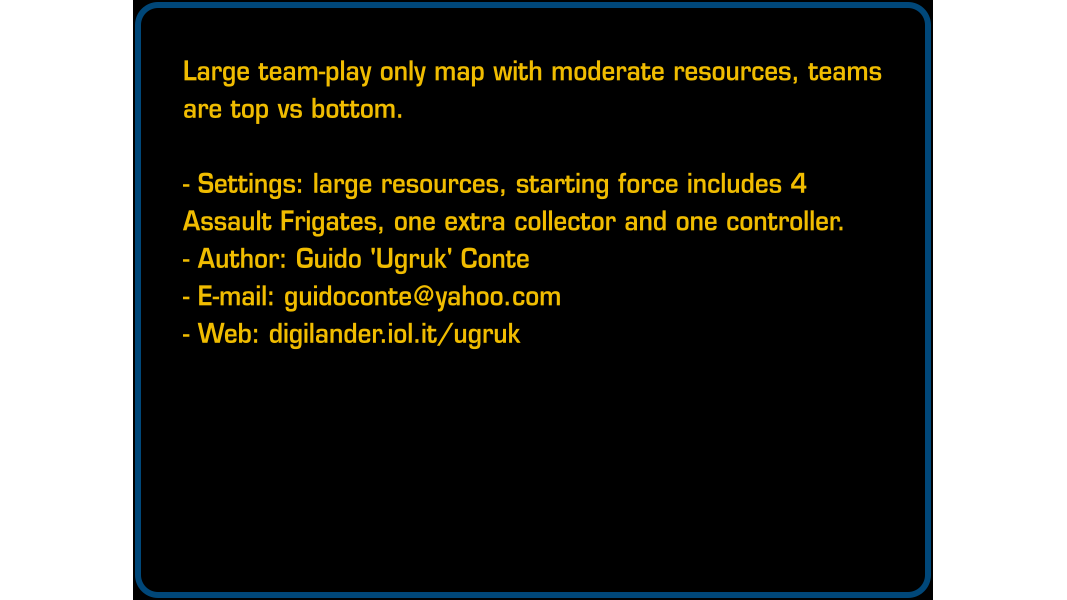 Large team-play only map with moderate resources, teams
are top vs bottom.
- Settings: large resources, starting force includes 4
Assault Frigates, one extra collector and one controller.
- Author: Guido 'Ugruk' Conte
- E-mail: guidoconte@yahoo.com
- Web: digilander.iol.it/ugruk